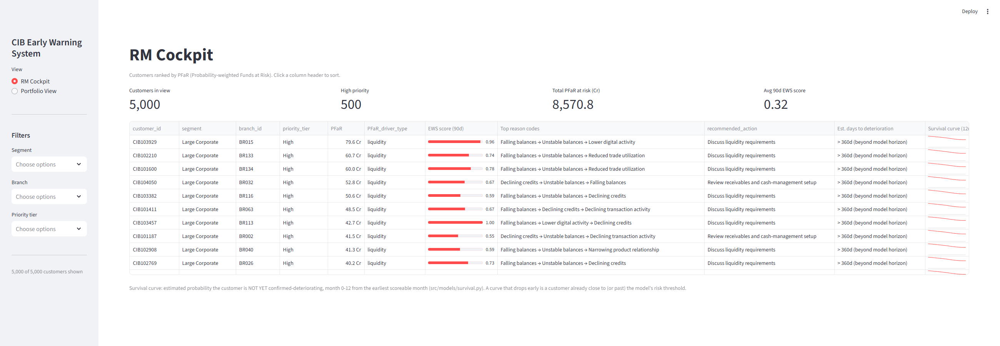 Deploy
CIB Early Warning
System
View
RM Cockpit
Portfolio View
Filters
Segment
Choose options
Branch
Choose options
Priority tier
Choose options
5,000 of 5,000 customers shown
RM Cockpit
Customers ranked by PFaR (Probability-weighted Funds at Risk). Click a column header to sort.
Customers in view High priority Total PFaR at risk (Cr) Avg 90d EWS score
5,000 500 8,570.8 0.32
customer_id segment branch_id priority_tier PFaR PFaR_driver_type EWS score (90d) Top reason codes recommended_action Est. days to deterioration Survival curve (12
CIB103929 Large Corporate BR015 High 79.6 Cr liquidity 0.96 Falling balances → Unstable balances → Lower digital activity Discuss liquidity requirements > 360d (beyond model horizon)
CIB102210 Large Corporate BR133 High 60.7 Cr liquidity 0.74 Falling balances → Unstable balances → Reduced trade utilization Discuss liquidity requirements > 360d (beyond model horizon)
CIB101600 Large Corporate BR134 High 60.0 Cr liquidity 0.78 Falling balances → Unstable balances → Reduced trade utilization Discuss liquidity requirements > 360d (beyond model horizon)
CIB104050 Large Corporate BR032 High 52.8 Cr liquidity 0.67 Declining credits → Unstable balances → Falling balances Review receivables and cash-management setup > 360d (beyond model horizon)
CIB103382 Large Corporate BR116 High 50.6 Cr liquidity 0.59 Falling balances → Unstable balances → Declining credits Discuss liquidity requirements > 360d (beyond model horizon)
CIB101411 Large Corporate BR063 High 48.5 Cr liquidity 0.67 Falling balances → Declining credits → Declining transaction activity Discuss liquidity requirements > 360d (beyond model horizon)
CIB103457 Large Corporate BR113 High 42.7 Cr liquidity 1.00 Falling balances → Lower digital activity → Declining credits Discuss liquidity requirements > 360d (beyond model horizon)
CIB101187 Large Corporate BR002 High 41.5 Cr liquidity 0.55 Declining credits → Unstable balances → Declining transaction activity Review receivables and cash-management setup > 360d (beyond model horizon)
CIB102908 Large Corporate BR040 High 41.3 Cr liquidity 0.59 Falling balances → Unstable balances → Narrowing product relationship Discuss liquidity requirements > 360d (beyond model horizon)
CIB102769 Large Corporate BR026 High 40.2 Cr liquidity 0.73 Falling balances → Unstable balances → Declining credits Discuss liquidity requirements > 360d (beyond model horizon)
Survival curve: estimated probability the customer is NOT YET confirmed-deteriorating, month 0-12 from the earliest scoreable month (src/models/survival.py). A curve that drops early is a customer already close to (or past) the model's risk threshold.